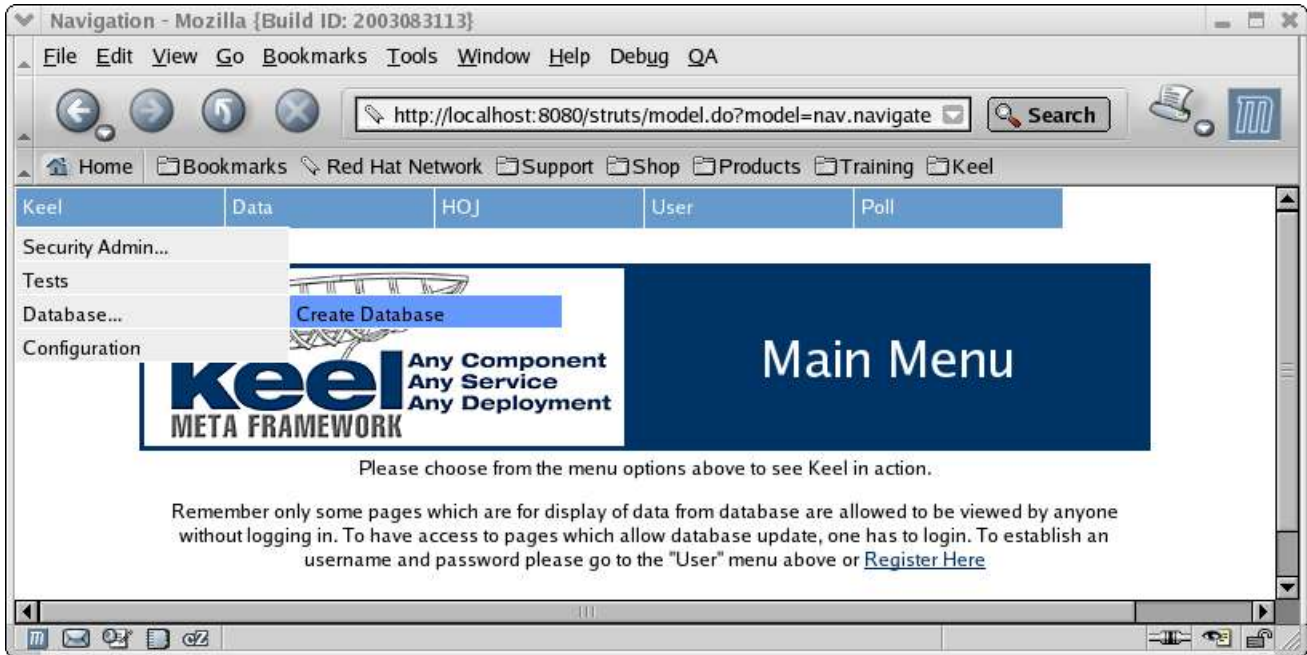 Navigation - Mozilla {Build ID: 2003083113}
File Edit View Go Bookmarks Tools Window Help Debug QA
http://localhost:8080/struts/model.do?model=nav.navigate Search
Home Bookmarks Red Hat Network Support Shop Products Training Keel
Keel Data HOJ User Poll
Security Admin...
Tests
Database... Create Database
Configuration
Keel
META FRAMEWORK
Any Component
Any Service
Any Deployment
Main Menu
Please choose from the menu options above to see Keel in action.
Remember only some pages which are for display of data from database are allowed to be viewed by anyone
without logging in. To have access to pages which allow database update, one has to login. To establish an
username and password please go to the "User" menu above or Register Here